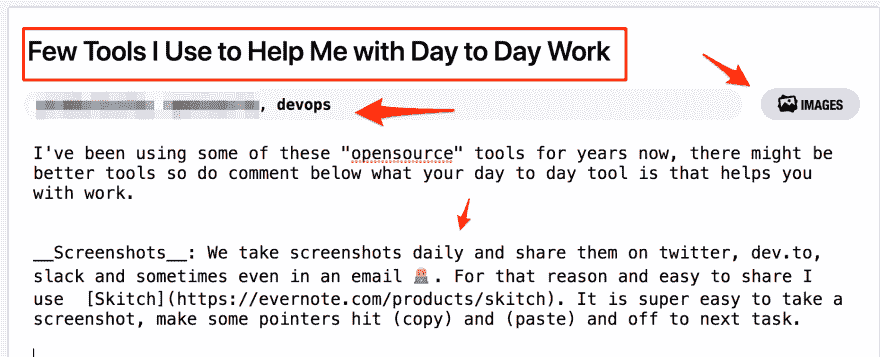 Few Tools I Use to Help Me with Day to Day Work
, devops
IMAGES
I've been using some of these "opensource" tools for years now, there might be
better tools so do comment below what your day to day tool is that helps you
with work.
__Screenshots__: We take screenshots daily and share them on twitter, dev.to,
slack and sometimes even in an email 🚨. For that reason and easy to share I
use  [Skitch](https://evernote.com/products/skitch). It is super easy to take a
screenshot, make some pointers hit (copy) and (paste) and off to next task.